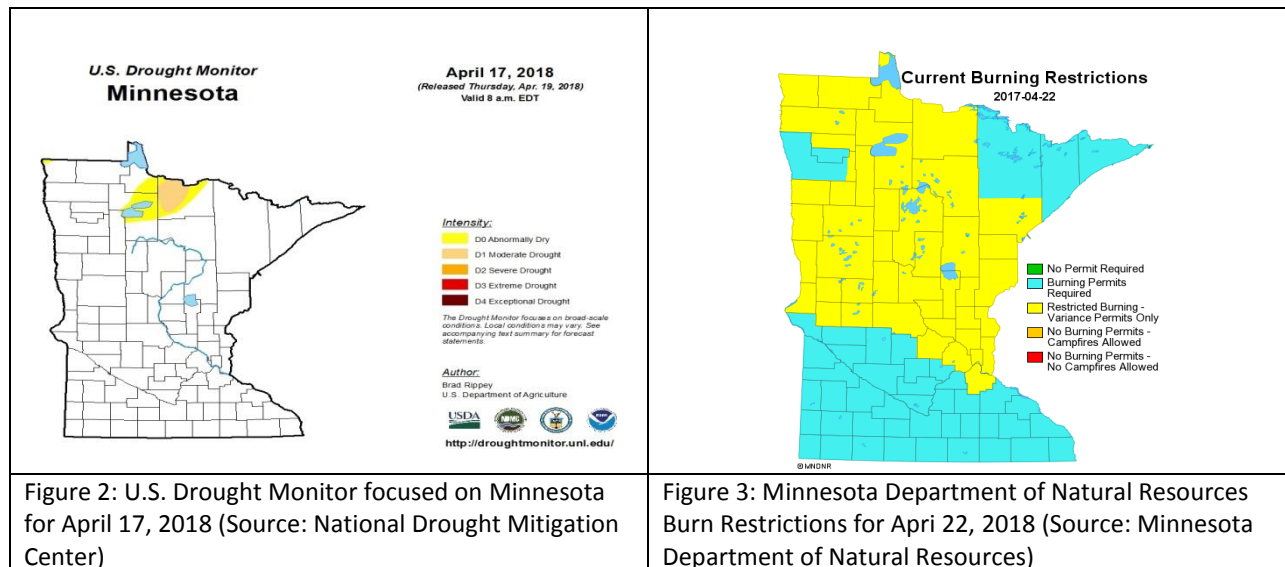 U.S. Drought Monitor
Minnesota
April 17, 2018
(Released Thursday, Apr. 19, 2018)
Valid 8 a.m. EDT
Intensity:
D0 Abnormally Dry
D1 Moderate Drought
D2 Severe Drought
D3 Extreme Drought
D4 Exceptional Drought
The Drought Monitor focuses on broad-scale
conditions. Local conditions may vary. See
accompanying text summary for forecast
statements.
Author:
Brad Rippey
U.S. Department of Agriculture
USDA
http://droughtmonitor.unl.edu/
Current Burning Restrictions
2017-04-22
No Permit Required
Burning Permits
Required
Restricted Burning -
Variance Permits Only
No Burning Permits -
Campfires Allowed
No Burning Permits -
No Campfires Allowed
© MNDNR
Figure 2: U.S. Drought Monitor focused on Minnesota
for April 17, 2018 (Source: National Drought Mitigation
Center)
Figure 3: Minnesota Department of Natural Resources
Burn Restrictions for Apri 22, 2018 (Source: Minnesota
Department of Natural Resources)